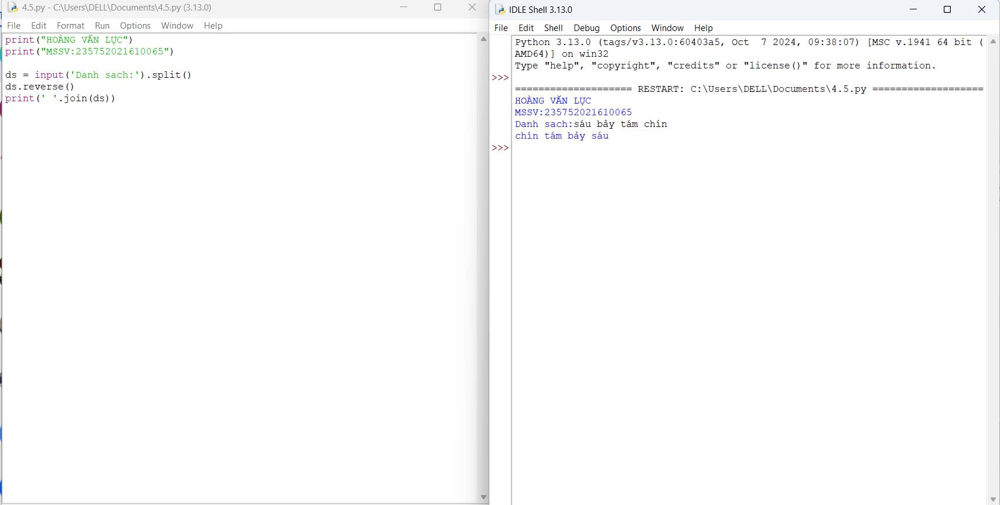 4.5.py - C:\Users\DELL\Documents\4.5.py (3.13.0)
File Edit Format Run Options Window Help
print("HOÀNG VĂN LỰC")
print("MSSV:235752021610065")
ds = input('Danh sach:').split()
ds.reverse()
print(' '.join(ds))
IDLE Shell 3.13.0
File Edit Shell Debug Options Window Help
Python 3.13.0 (tags/v3.13.0:60403a5, Oct  7 2024, 09:38:07) [MSC v.1941 64 bit (
AMD64)] on win32
Type "help", "copyright", "credits" or "license()" for more information.
>>>
==================== RESTART: C:\Users\DELL\Documents\4.5.py ===================
HOÀNG VĂN LỰC
MSSV:235752021610065
Danh sach:sáu bảy tám chín
chín tám bảy sáu
>>>